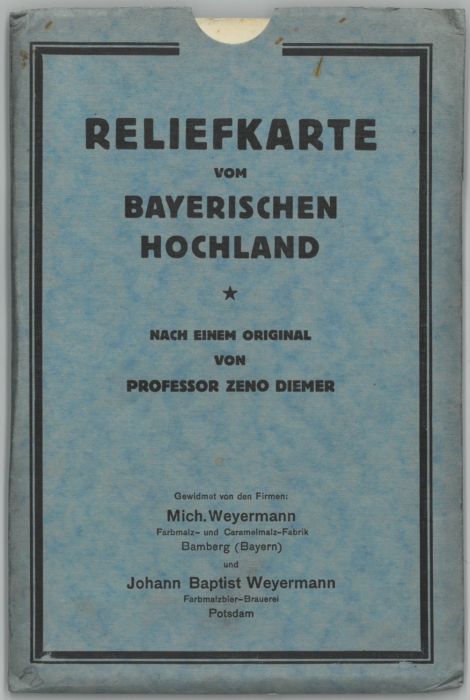 RELIEFKARTE
VOM
BAYERISCHEN
HOCHLAND
★
NACH EINEM ORIGINAL
VON
PROFESSOR ZENO DIEMER
Gewidmet von den Firmen:
Mich. Weyermann
Farbmalz- und Caramelmalz-Fabrik
Bamberg (Bayern)
und
Johann Baptist Weyermann
Farbmalzbier-Brauerei
Potsdam